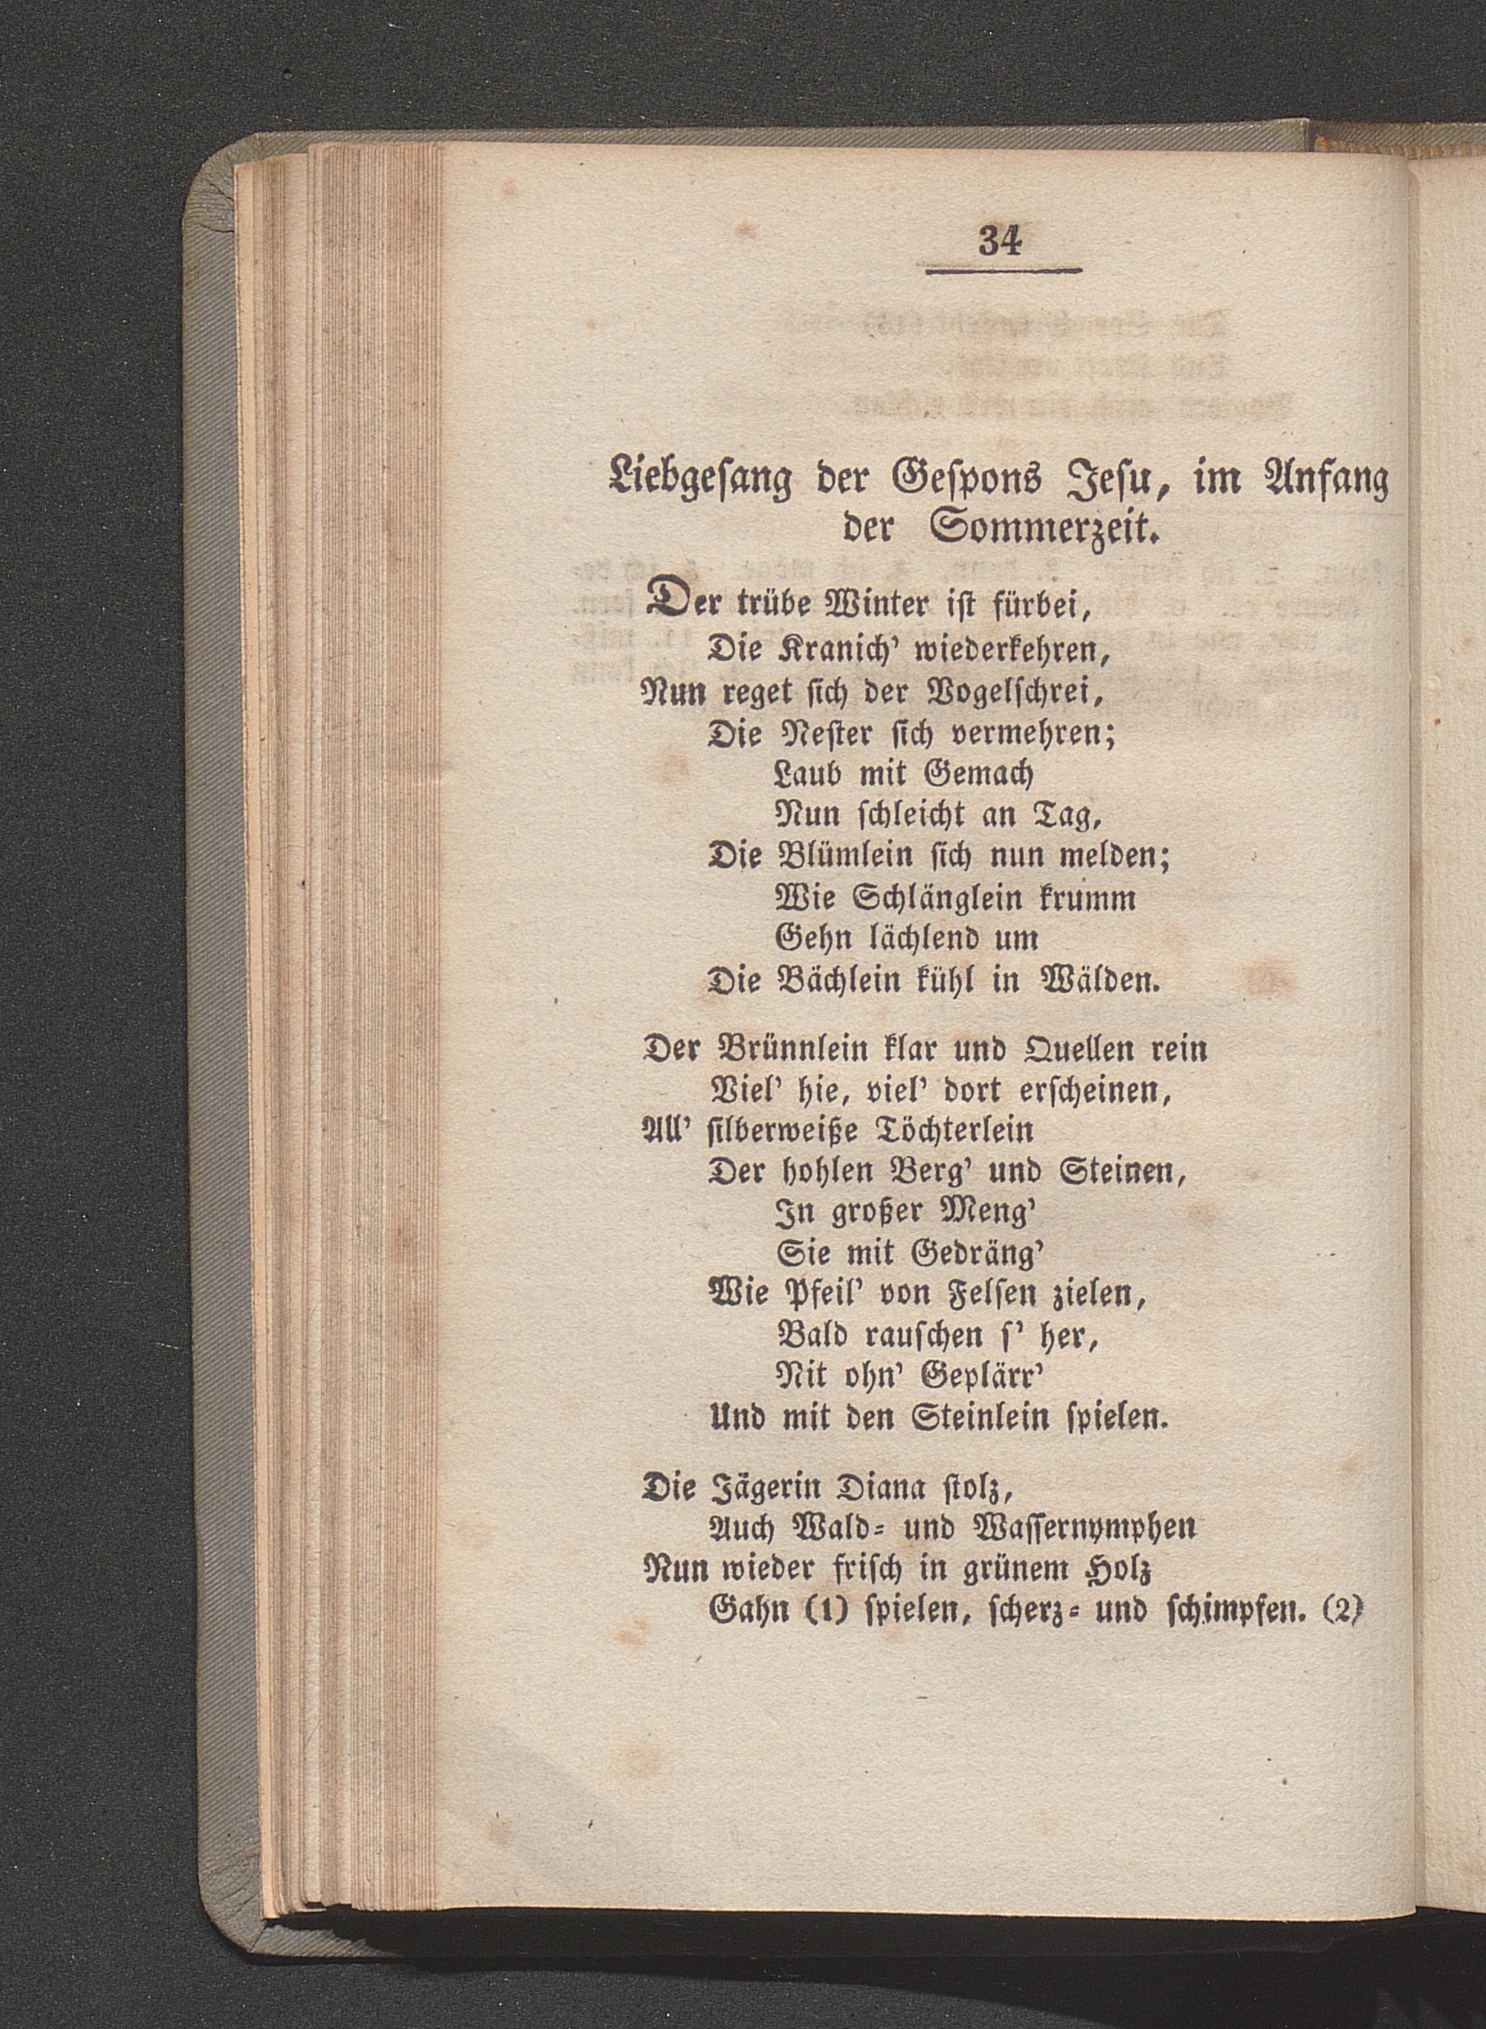 34
Liebgesang der Gespons Jesu, im Anfang
der Sommerzeit.
Der trübe Winter ist fürbei,
Die Kranich' wiederkehren,
Nun reget sich der Vogelschrei,
Die Nester sich vermehren;
Laub mit Gemach
Nun schleicht an Tag,
Die Blümlein sich nun melden;
Wie Schlänglein krumm
Gehn lächlend um
Die Bächlein kühl in Wälden.
Der Brünnlein klar und Quellen rein
Viel' hie, viel' dort erscheinen,
All' silberweiße Töchterlein
Der hohlen Berg' und Steinen,
In großer Meng'
Sie mit Gedräng'
Wie Pfeil' von Felsen zielen,
Bald rauschen s' her,
Nit ohn' Geplärr'
Und mit den Steinlein spielen.
Die Jägerin Diana stolz,
Auch Wald- und Wassernymphen
Nun wieder frisch in grünem Holz
Gahn (1) spielen, scherz- und schimpfen. (2)